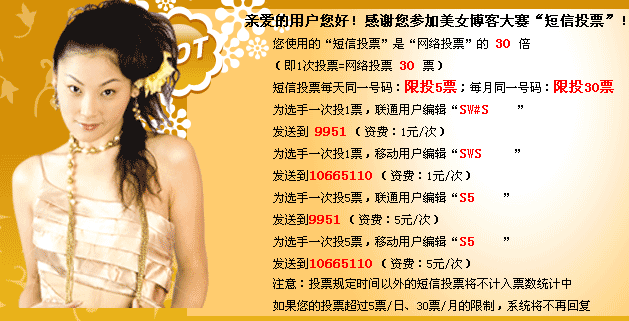 亲爱的用户您好！感谢您参加美女博客大赛“短信投票”！
HOT
您使用的“短信投票”是“网络投票”的 30 倍
（即1次投票=网络投票 30 票）
短信投票每天同一号码：限投5票；每月同一号码：限投30票
为选手一次投1票，联通用户编辑“SW#S ”
发送到 9951（资费：1元/次）
为选手一次投1票，移动用户编辑“SWS ”
发送到10665110（资费：1元/次）
为选手一次投5票，联通用户编辑“S5 ”
发送到9951（资费：5元/次）
为选手一次投5票，移动用户编辑“S5 ”
发送到10665110（资费：5元/次）
注意：投票规定时间以外的短信投票将不计入票数统计中
如果您的投票超过5票/日、30票/月的限制，系统将不再回复